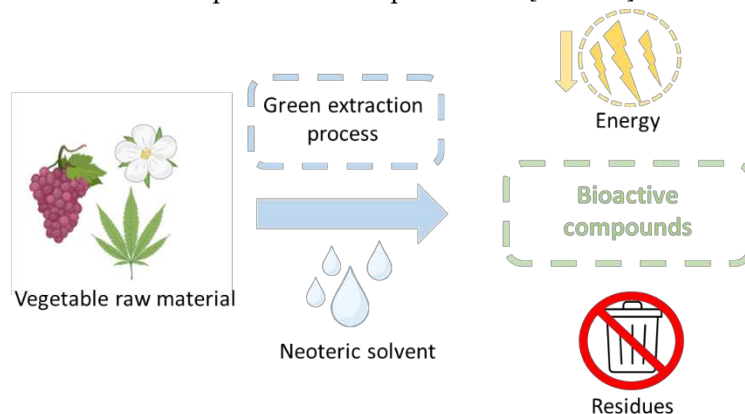 Green extraction
process
Energy
Bioactive
compounds
Vegetable raw material
Neoteric solvent
Residues